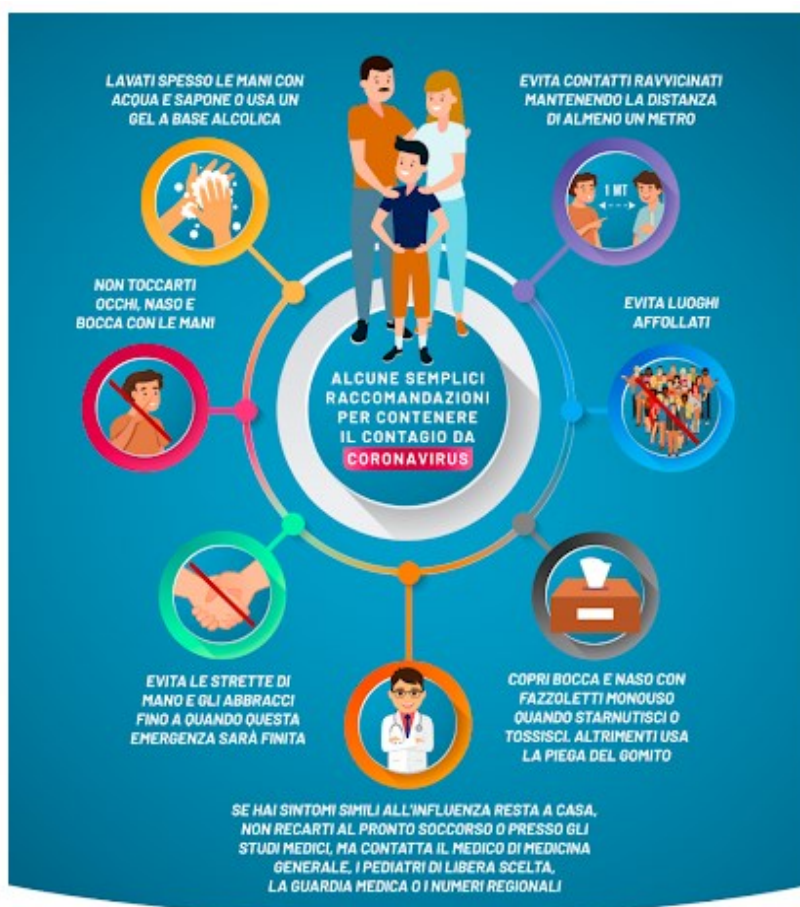 LAVATI SPESSO LE MANI CON
ACQUA E SAPONE O USA UN
GEL A BASE ALCOLICA
EVITA CONTATTI RAVVICINATI
MANTENENDO LA DISTANZA
DI ALMENO UN METRO
1 MT
NON TOCCARTI
OCCHI, NASO E
BOCCA CON LE MANI
EVITA LUOGHI
AFFOLLATI
ALCUNE SEMPLICI
RACCOMANDAZIONI
PER CONTENERE
IL CONTAGIO DA
CORONAVIRUS
EVITA LE STRETTE DI
MANO E GLI ABBRACCI
FINO A QUANDO QUESTA
EMERGENZA SARÀ FINITA
COPRI BOCCA E NASO CON
FAZZOLETTI MONOUSO
QUANDO STARNUTISCI O
TOSSISCI. ALTRIMENTI USA
LA PIEGA DEL GOMITO
SE HAI SINTOMI SIMILI ALL'INFLUENZA RESTA A CASA,
NON RECARTI AL PRONTO SOCCORSO O PRESSO GLI
STUDI MEDICI, MA CONTATTA IL MEDICO DI MEDICINA
GENERALE, I PEDIATRI DI LIBERA SCELTA,
LA GUARDIA MEDICA O I NUMERI REGIONALI